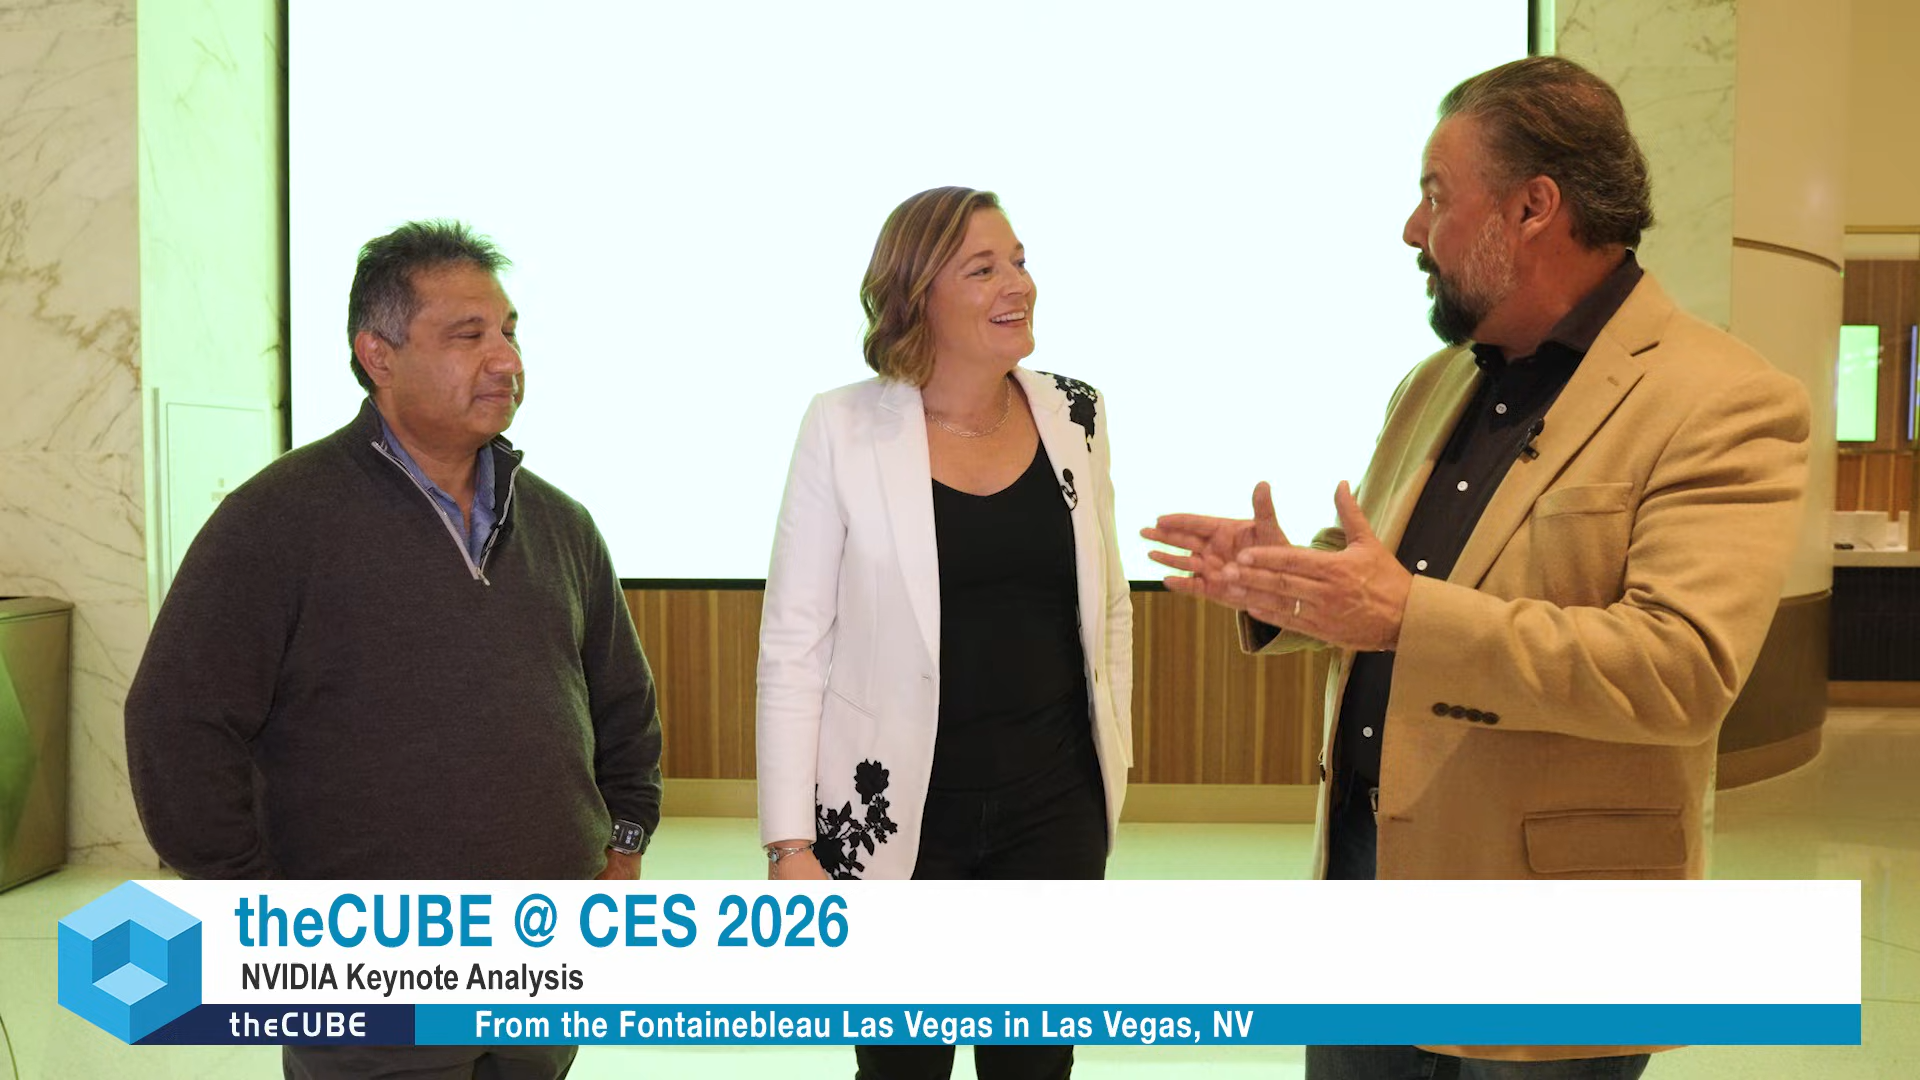 theCUBE @ CES 2026
NVIDIA Keynote Analysis
theCUBE
From the Fontainebleau Las Vegas in Las Vegas, NV